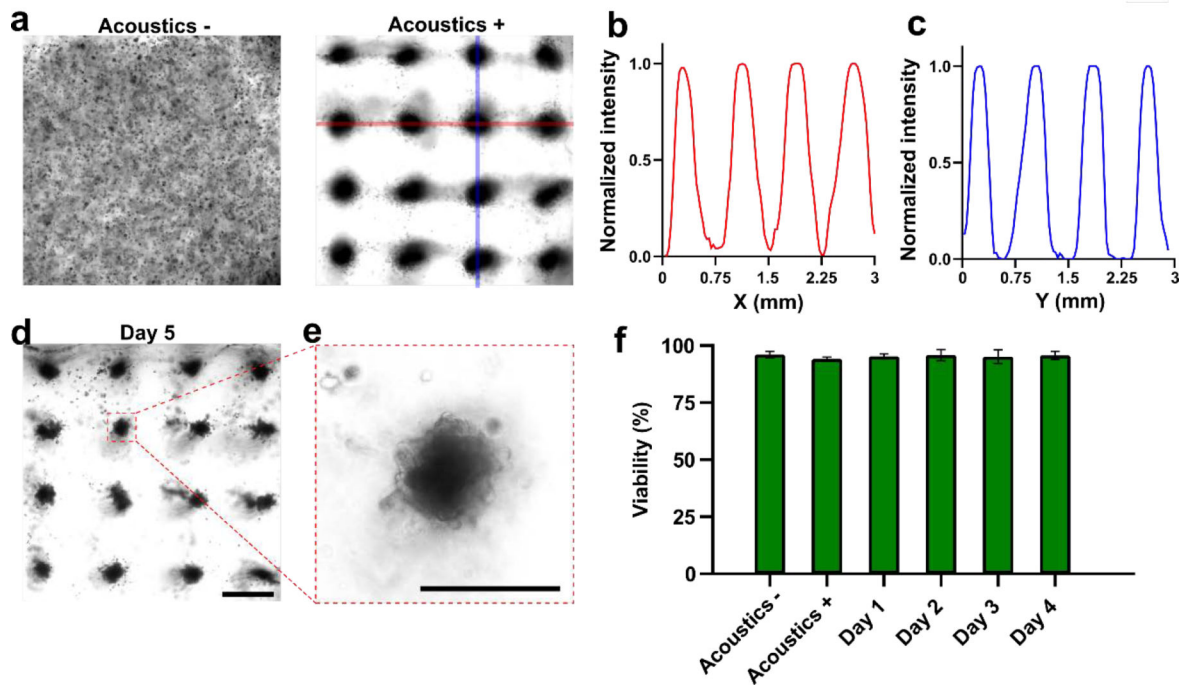 a
Acoustics -
Acoustics +
b
Normalized intensity
1.0
0.5
0.0
0
0.75
1.5
2.25
3
X (mm)
c
Normalized intensity
1.0
0.5
0.0
0
0.75
1.5
2.25
3
Y (mm)
d
Day 5
e
f
Viability (%)
100
75
50
25
0
Acoustics -
Acoustics +
Day 1
Day 2
Day 3
Day 4